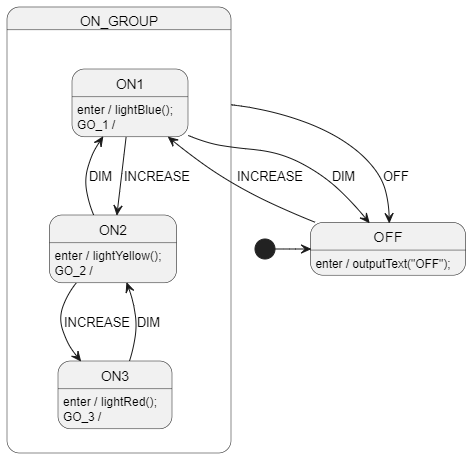 ON_GROUP
ON1
enter / lightBlue();
GO_1 /
DIM
INCREASE
INCREASE
DIM
OFF
ON2
enter / lightYellow();
GO_2 /
OFF
enter / outputText("OFF");
INCREASE
DIM
ON3
enter / lightRed();
GO_3 /